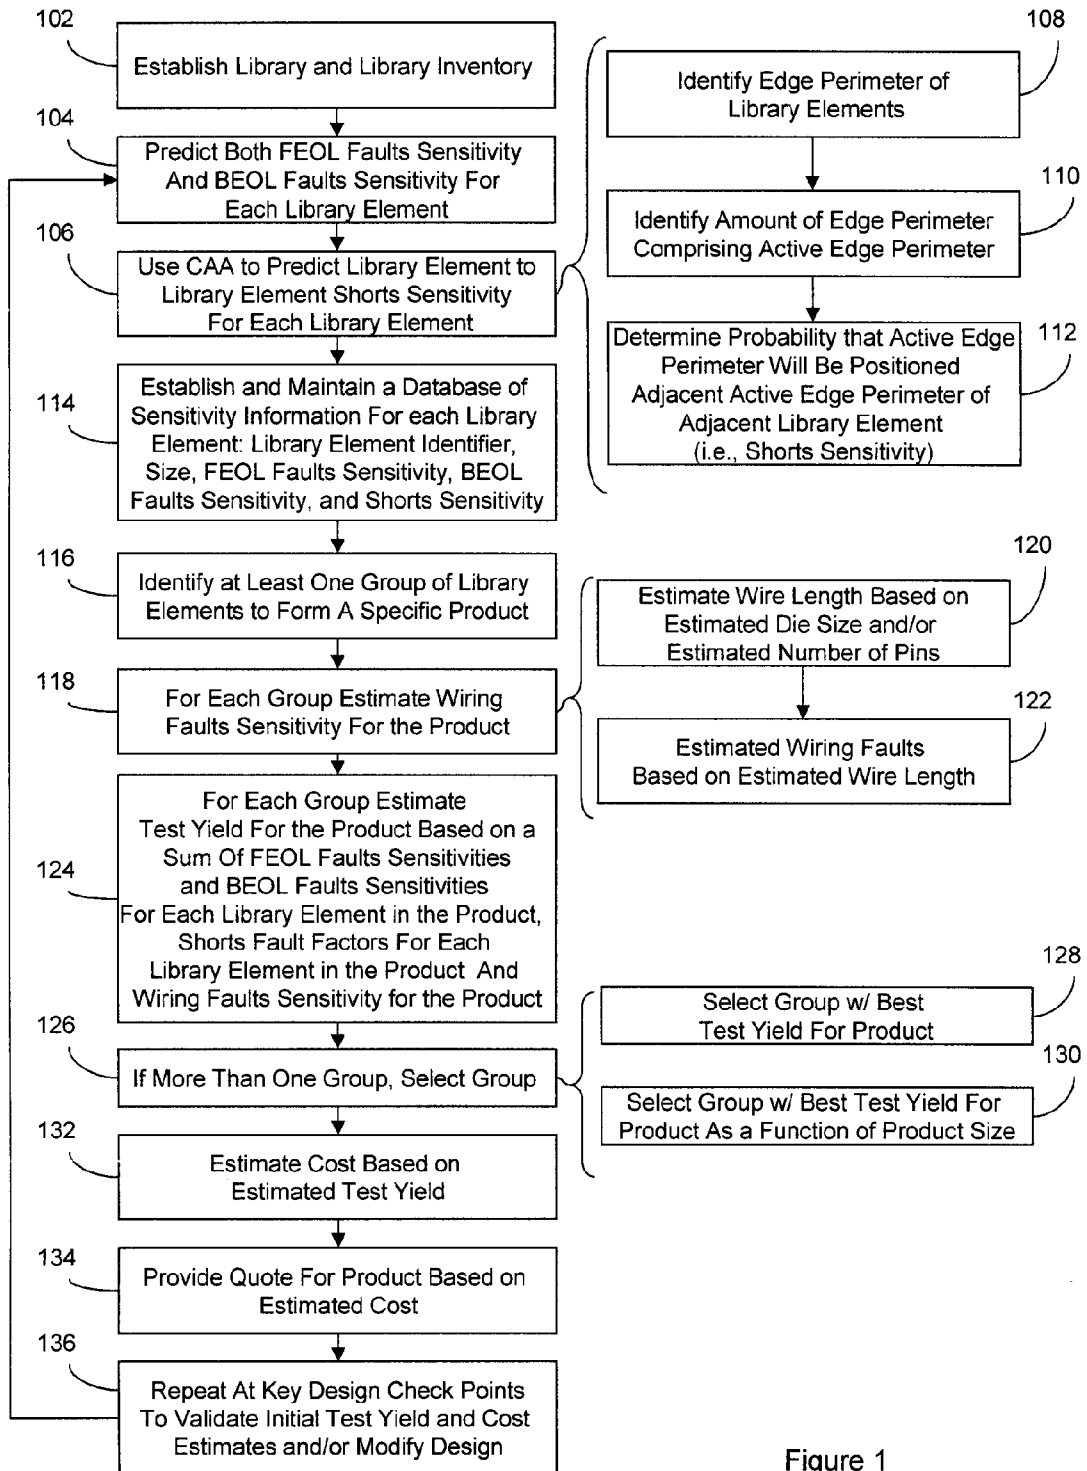 102
Establish Library and Library Inventory
104
Predict Both FEOL Faults Sensitivity
And BEOL Faults Sensitivity For
Each Library Element
106
Use CAA to Predict Library Element to
Library Element Shorts Sensitivity
For Each Library Element
108
Identify Edge Perimeter of
Library Elements
110
Identify Amount of Edge Perimeter
Comprising Active Edge Perimeter
112
Determine Probability that Active Edge
Perimeter Will Be Positioned
Adjacent Active Edge Perimeter of
Adjacent Library Element
(i.e., Shorts Sensitivity)
114
Establish and Maintain a Database of
Sensitivity Information For each Library
Element: Library Element Identifier,
Size, FEOL Faults Sensitivity, BEOL
Faults Sensitivity, and Shorts Sensitivity
116
Identify at Least One Group of Library
Elements to Form A Specific Product
118
For Each Group Estimate Wiring
Faults Sensitivity For the Product
120
Estimate Wire Length Based on
Estimated Die Size and/or
Estimated Number of Pins
122
Estimated Wiring Faults
Based on Estimated Wire Length
124
For Each Group Estimate
Test Yield For the Product Based on a
Sum Of FEOL Faults Sensitivities
and BEOL Faults Sensitivities
For Each Library Element in the Product,
Shorts Fault Factors For Each
Library Element in the Product And
Wiring Faults Sensitivity for the Product
126
If More Than One Group, Select Group
128
Select Group w/ Best
Test Yield For Product
130
Select Group w/ Best Test Yield For
Product As a Function of Product Size
132
Estimate Cost Based on
Estimated Test Yield
134
Provide Quote For Product Based on
Estimated Cost
136
Repeat At Key Design Check Points
To Validate Initial Test Yield and Cost
Estimates and/or Modify Design
Figure 1